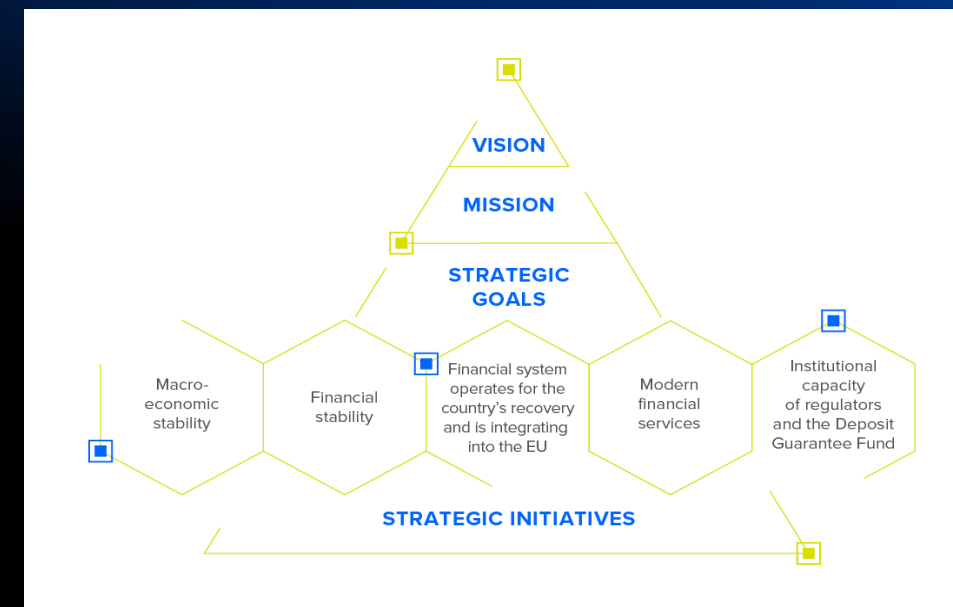 VISION
MISSION
STRATEGIC
GOALS
Macro-
economic
stability
Financial
stability
Financial system
operates for the
country's recovery
and is integrating
into the EU
Modern
financial
services
Institutional
capacity
of regulators
and the Deposit
Guarantee Fund
STRATEGIC INITIATIVES